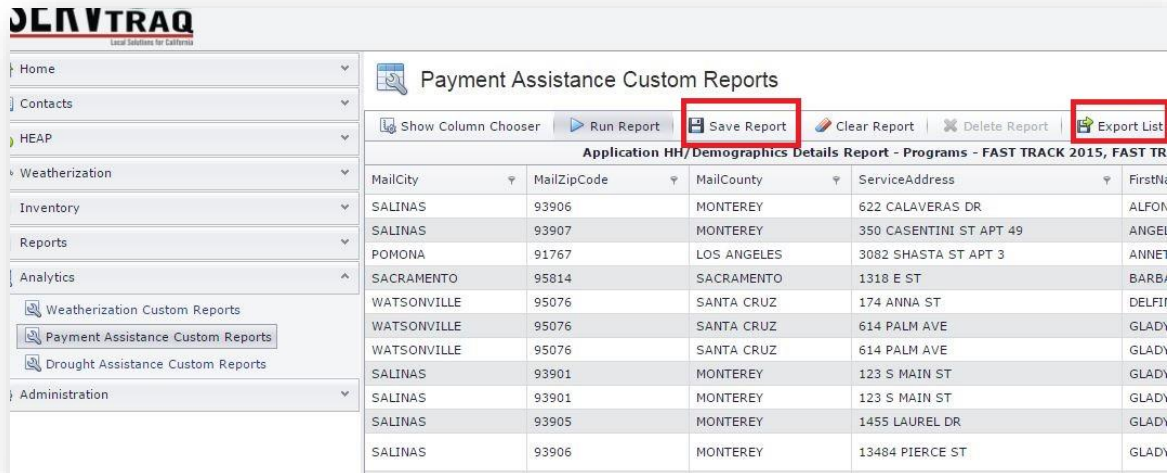 SERVTRAQ
Local Solutions for California
Home
Contacts
HEAP
Weatherization
Inventory
Reports
Analytics
Weatherization Custom Reports
Payment Assistance Custom Reports
Drought Assistance Custom Reports
Administration
Payment Assistance Custom Reports
Show Column Chooser Run Report Save Report Clear Report Delete Report Export List
Application HH/Demographics Details Report - Programs - FAST TRACK 2015, FAST TR
MailCity MailZipCode MailCounty ServiceAddress FirstNa
SALINAS 93906 MONTEREY 622 CALAVERAS DR ALFON
SALINAS 93907 MONTEREY 350 CASENTINI ST APT 49 ANGEL
POMONA 91767 LOS ANGELES 3082 SHASTA ST APT 3 ANNET
SACRAMENTO 95814 SACRAMENTO 1318 E ST BARBA
WATSONVILLE 95076 SANTA CRUZ 174 ANNA ST DELFIN
WATSONVILLE 95076 SANTA CRUZ 614 PALM AVE GLADY
WATSONVILLE 95076 SANTA CRUZ 614 PALM AVE GLADY
SALINAS 93901 MONTEREY 123 S MAIN ST GLADY
SALINAS 93901 MONTEREY 123 S MAIN ST GLADY
SALINAS 93905 MONTEREY 1455 LAUREL DR GLADY
SALINAS 93906 MONTEREY 13484 PIERCE ST GLADY